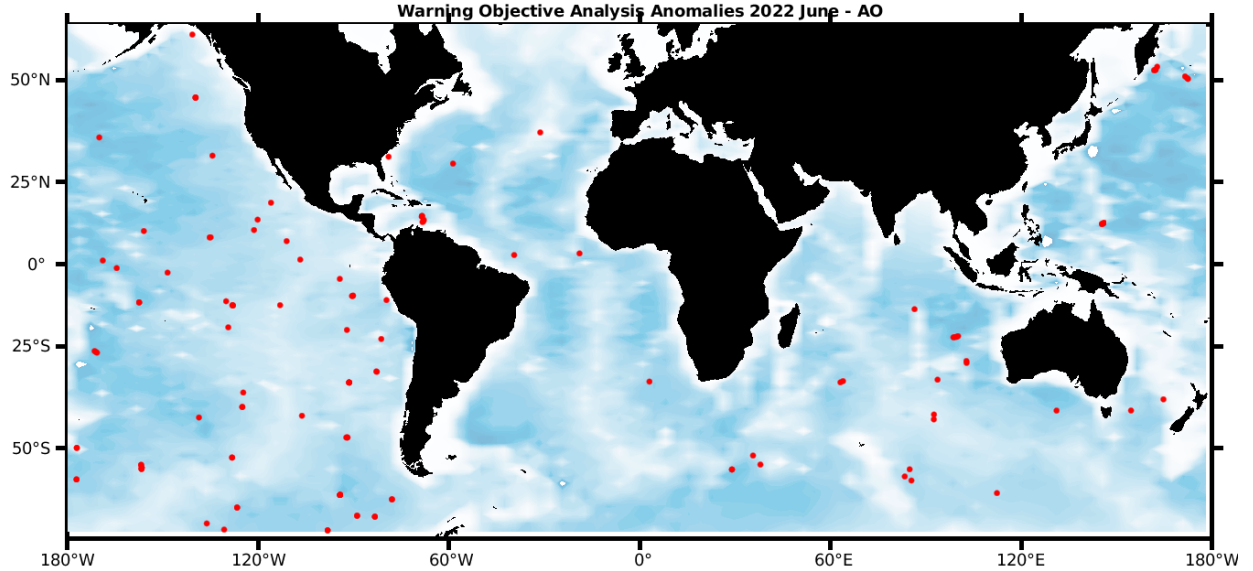 Warning Objective Analysis Anomalies 2022 June - AO
50°N
25°N
0°
25°S
50°S
180°W 120°W 60°W 0° 60°E 120°E 180°W